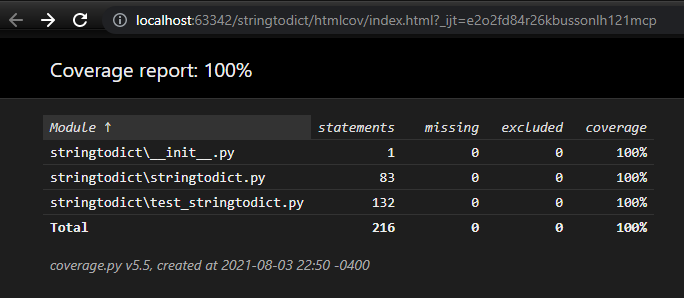 localhost:63342/stringtodict/htmlcov/index.html?_ijt=e2o2fd84r26kbussonlh121mcp
Coverage report: 100%
Module ↑ statements missing excluded coverage
stringtodict\__init__.py 1 0 0 100%
stringtodict\stringtodict.py 83 0 0 100%
stringtodict\test_stringtodict.py 132 0 0 100%
Total 216 0 0 100%
coverage.py v5.5, created at 2021-08-03 22:50 -0400